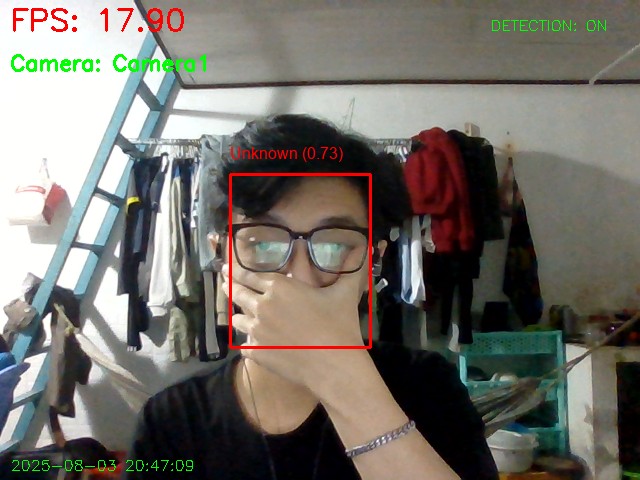 FPS: 17.90
DETECTION: ON
Camera: Camera1
Unknown (0.73)
2025-08-03 20:47:09